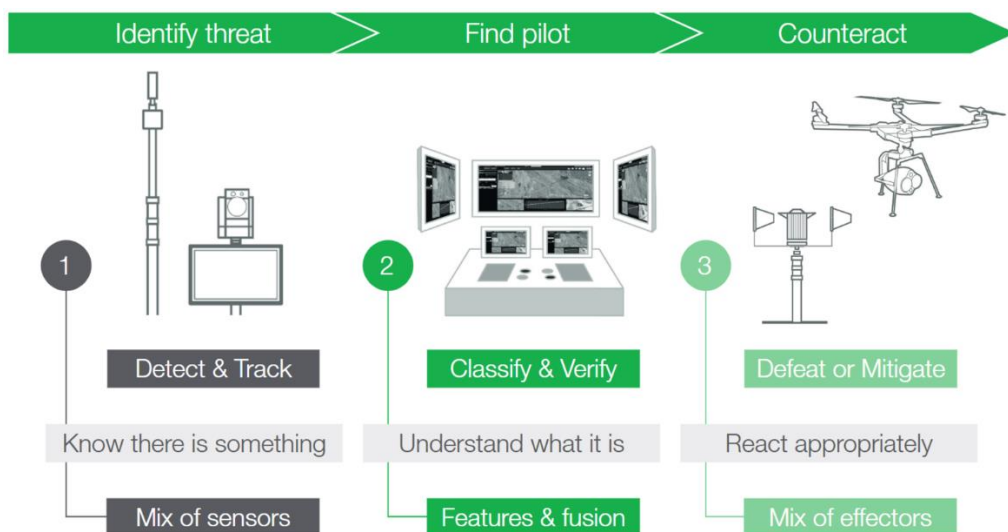 Identify threat
Find pilot
Counteract
1
2
3
Detect & Track
Classify & Verify
Defeat or Mitigate
Know there is something
Understand what it is
React appropriately
Mix of sensors
Features & fusion
Mix of effectors